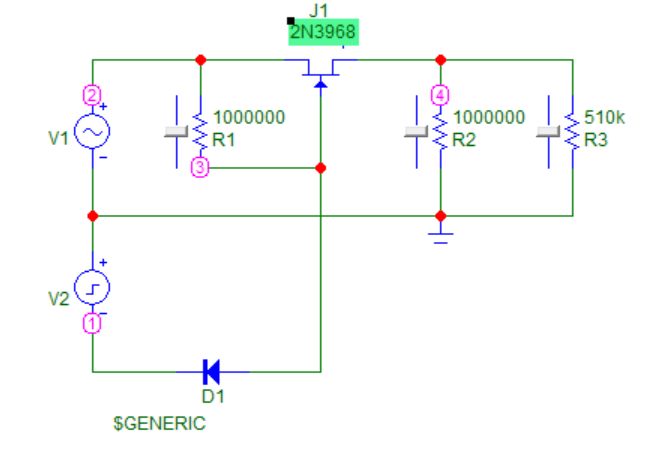 J1
2N3968
2
+
V1
-
1000000
R1
3
4
1000000
R2
510k
R3
+
V2
-
1
D1
$GENERIC